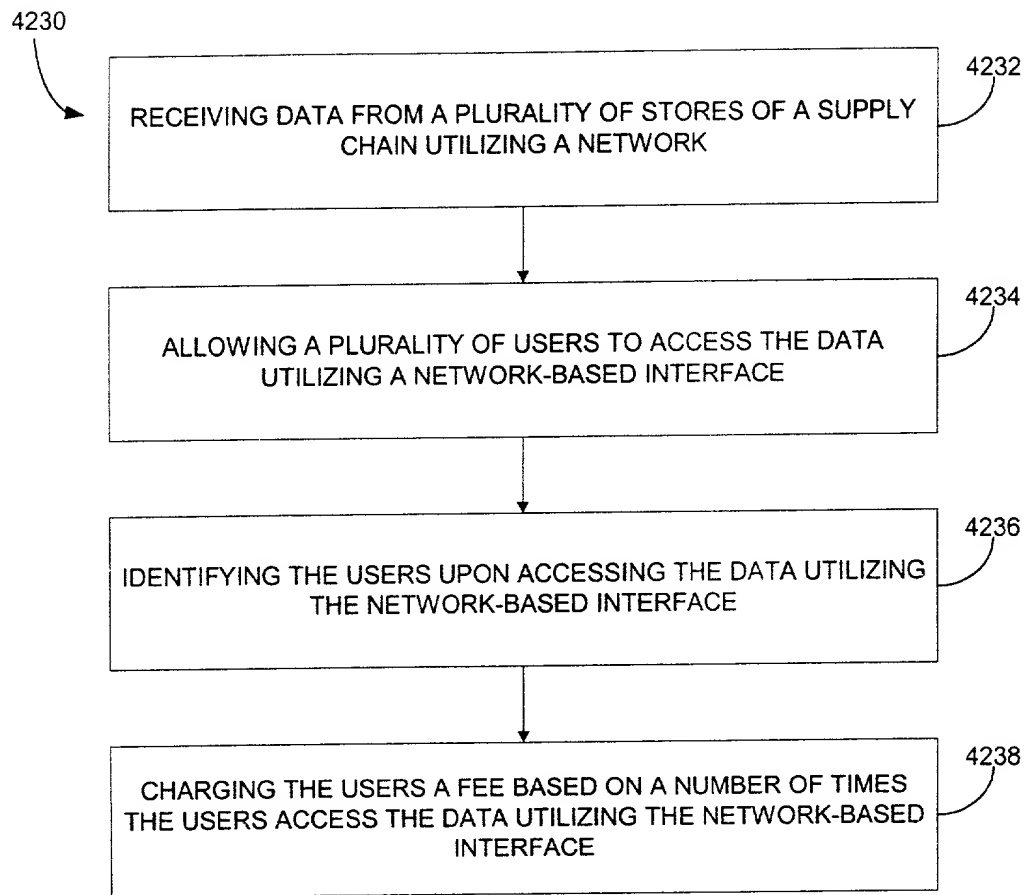 4230
4232
RECEIVING DATA FROM A PLURALITY OF STORES OF A SUPPLY
CHAIN UTILIZING A NETWORK
4234
ALLOWING A PLURALITY OF USERS TO ACCESS THE DATA
UTILIZING A NETWORK-BASED INTERFACE
4236
IDENTIFYING THE USERS UPON ACCESSING THE DATA UTILIZING
THE NETWORK-BASED INTERFACE
4238
CHARGING THE USERS A FEE BASED ON A NUMBER OF TIMES
THE USERS ACCESS THE DATA UTILIZING THE NETWORK-BASED
INTERFACE